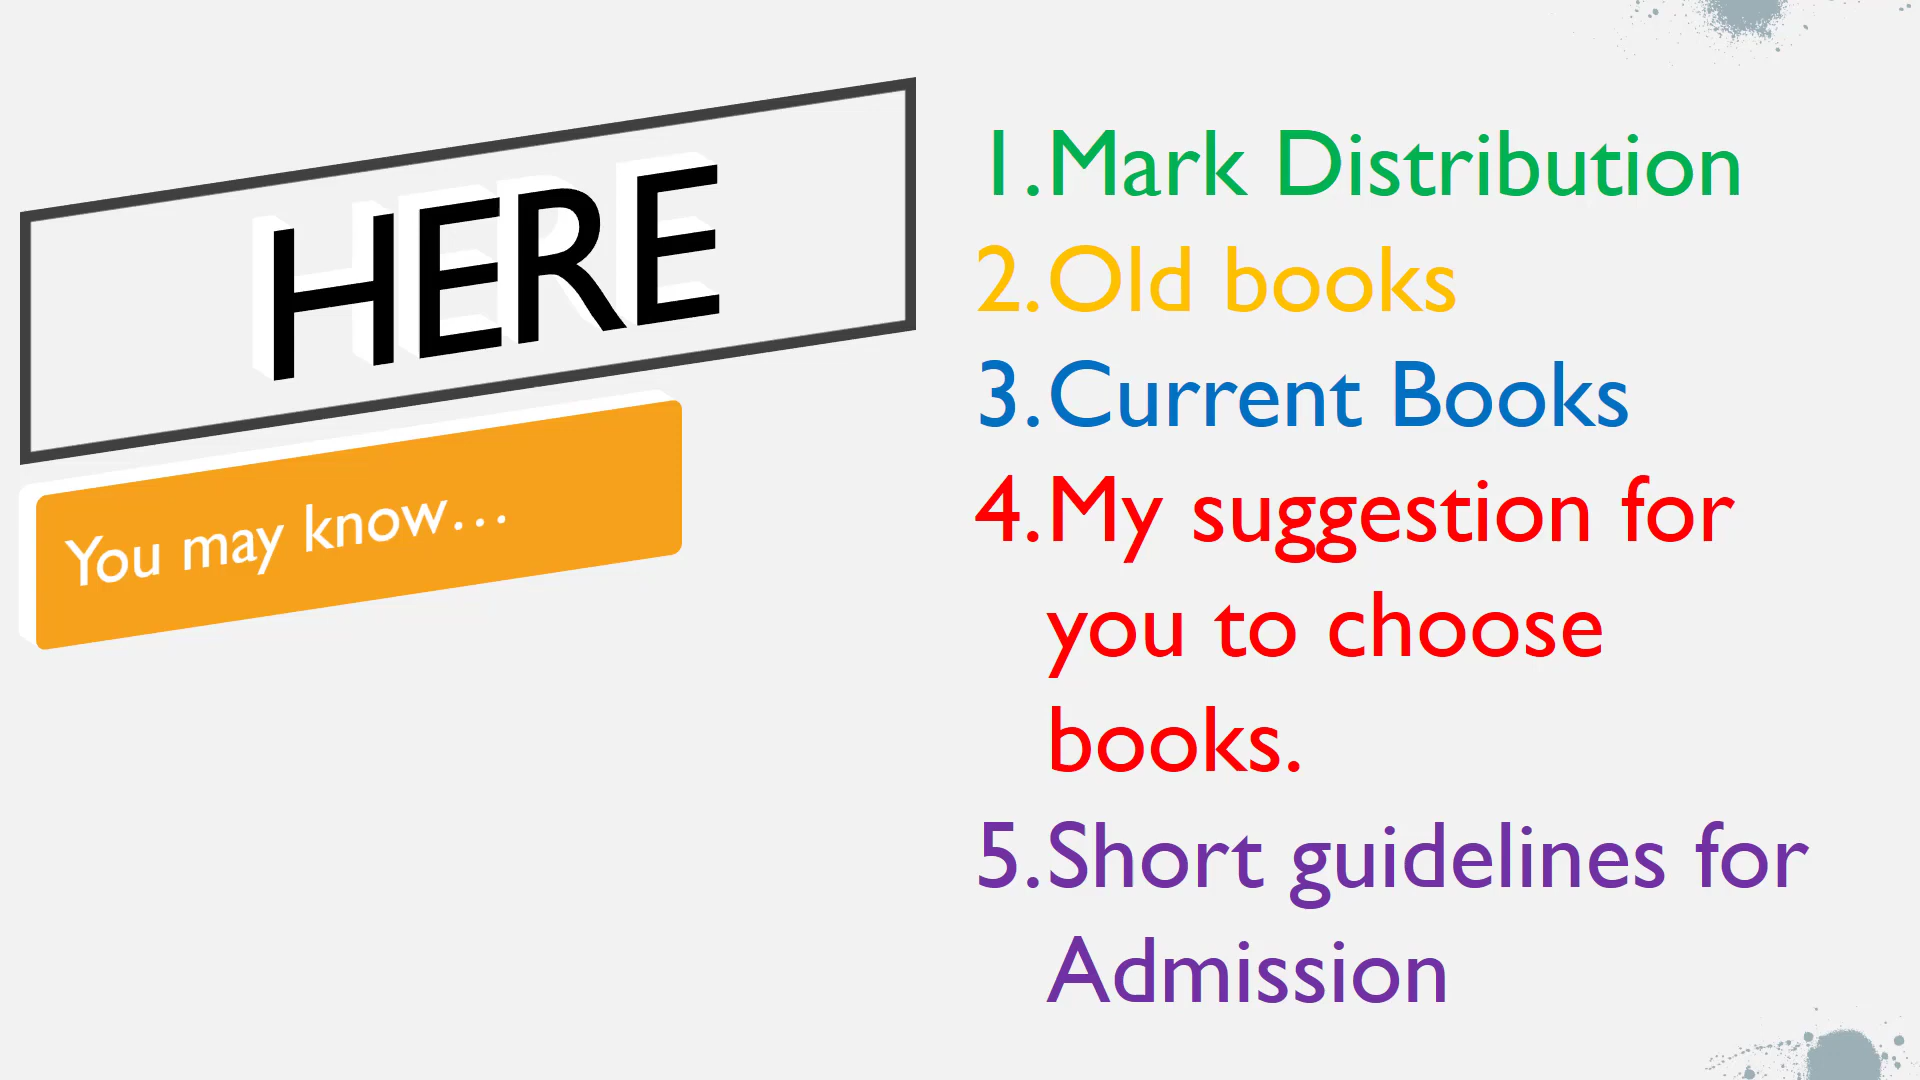 HERE
You may know...
1. Mark Distribution
2. Old books
3. Current Books
4. My suggestion for
you to choose
books.
5. Short guidelines for
Admission